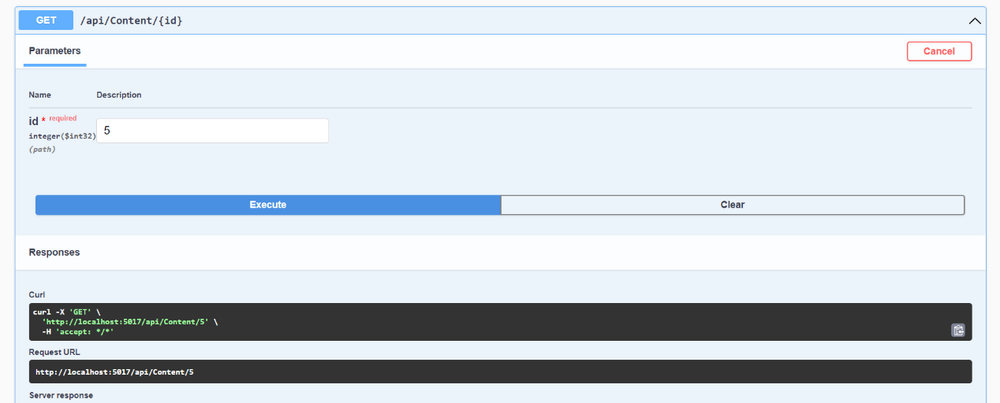 GET /api/Content/{id}
Parameters
Cancel
Name Description
id * required
integer($int32)
(path)
5
Execute Clear
Responses
Curl
curl -X 'GET' \
  'http://localhost:5017/api/Content/5' \
  -H 'accept: */*'
Request URL
http://localhost:5017/api/Content/5
Server response